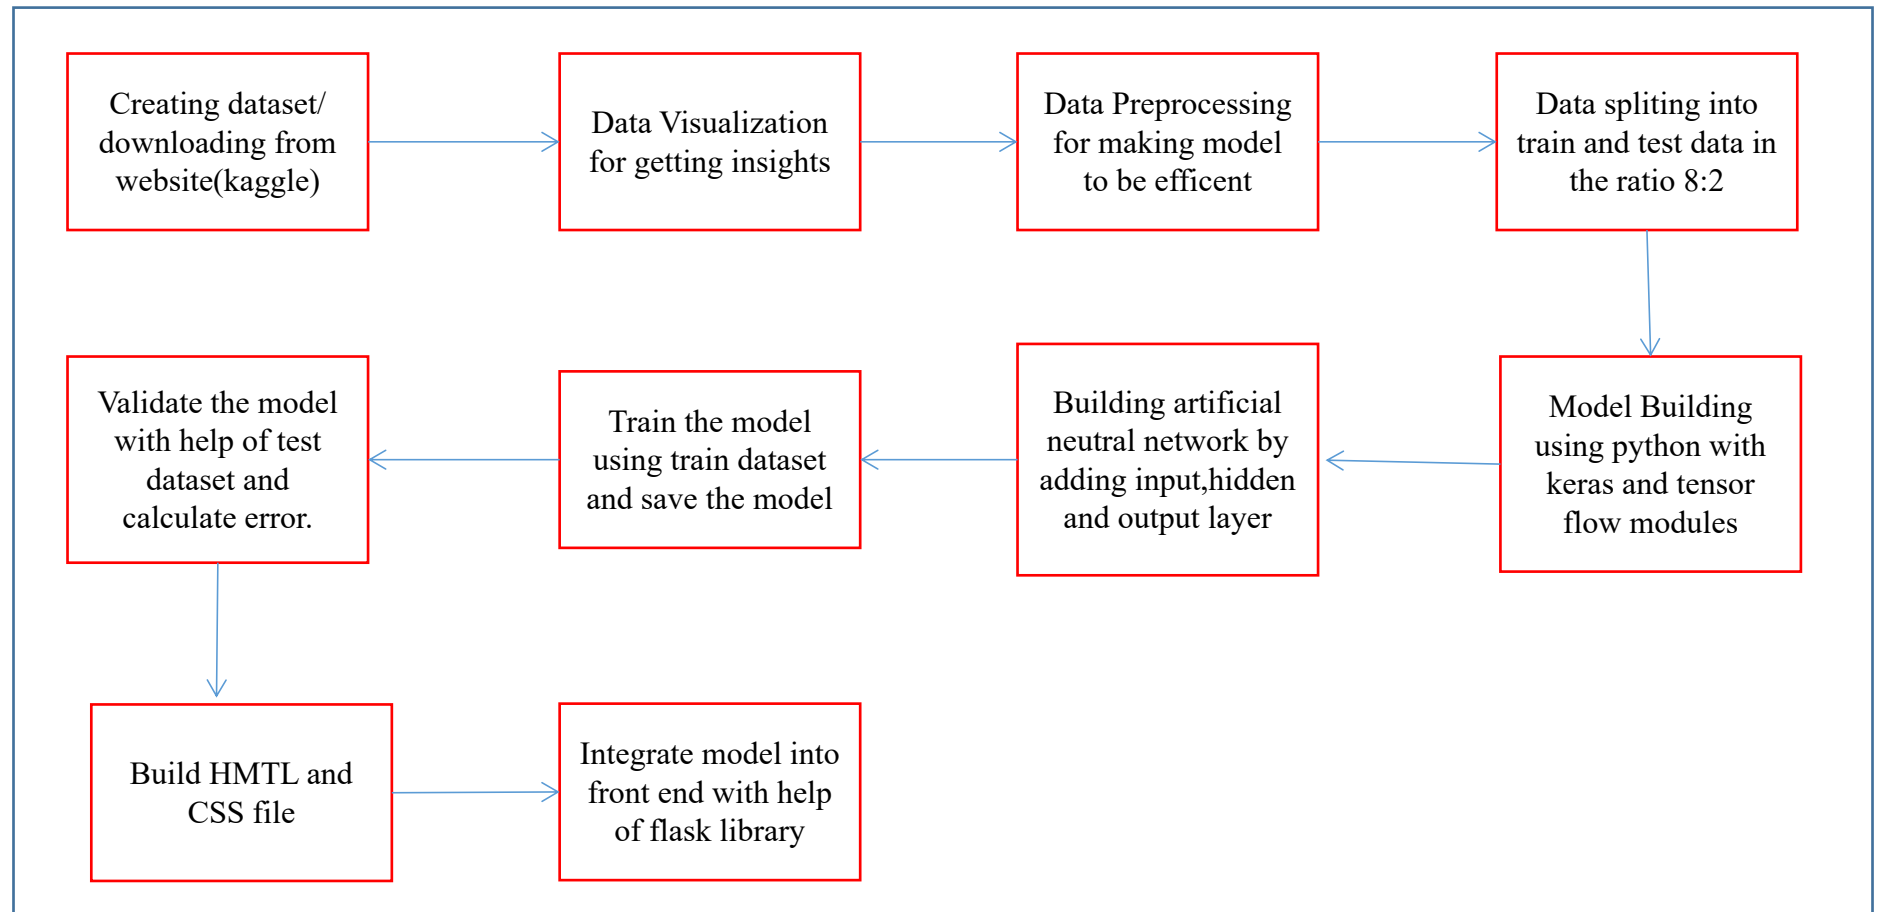 Creating dataset/
downloading from
website(kaggle)
Data Visualization
for getting insights
Data Preprocessing
for making model
to be efficent
Data spliting into
train and test data in
the ratio 8:2
Model Building
using python with
keras and tensor
flow modules
Building artificial
neutral network by
adding input,hidden
and output layer
Train the model
using train dataset
and save the model
Validate the model
with help of test
dataset and
calculate error.
Build HMTL and
CSS file
Integrate model into
front end with help
of flask library